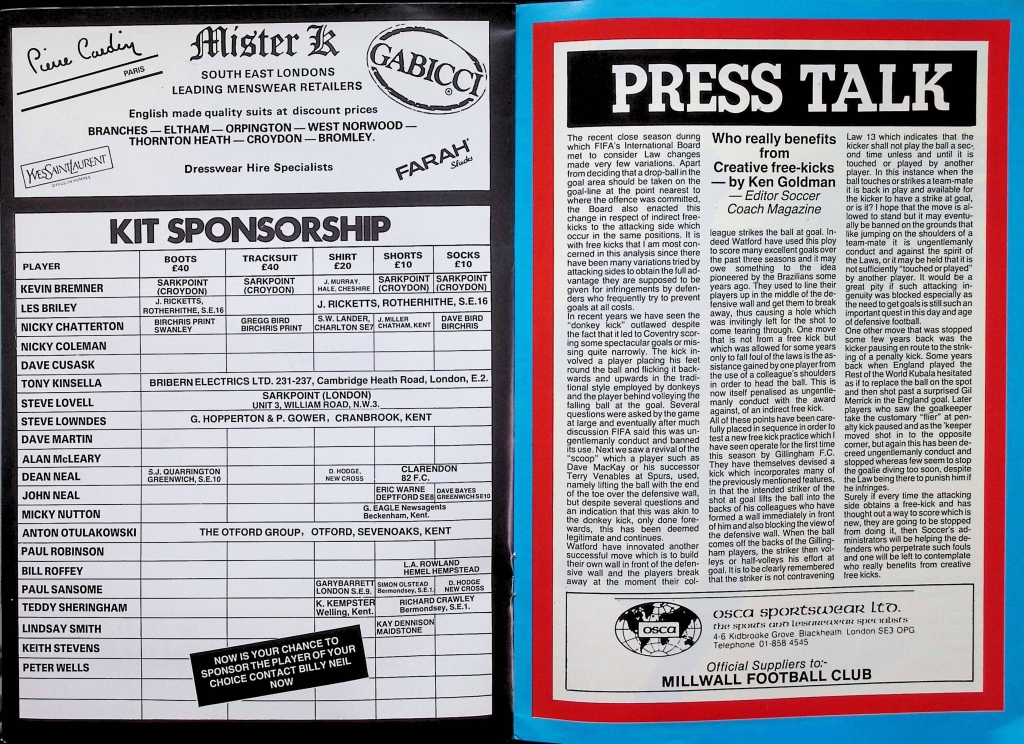 Pierre Cardin
PARIS
Mister K
SOUTH EAST LONDONS
LEADING MENSWEAR RETAILERS
GABICCI
English made quality suits at discount prices
BRANCHES — ELTHAM — ORPINGTON — WEST NORWOOD —
THORNTON HEATH — CROYDON — BROMLEY.
YVES SAINT LAURENT
Dresswear Hire Specialists
FARAH®
Slacks
KIT SPONSORSHIP
PLAYER BOOTS £40 TRACKSUIT £40 SHIRT £20 SHORTS £10 SOCKS £10
KEVIN BREMNER SARKPOINT (CROYDON) SARKPOINT (CROYDON) J. MURRAY, HALE, CHESHIRE SARKPOINT (CROYDON) SARKPOINT (CROYDON)
LES BRILEY J. RICKETTS, ROTHERHITHE, S.E.16 J. RICKETTS, ROTHERHITHE, S.E.16
NICKY CHATTERTON BIRCHRIS PRINT SWANLEY GREGG BIRD BIRCHRIS PRINT S.W. LANDER, CHARLTON SE7 J. MILLER CHATHAM, KENT DAVE BIRD BIRCHRIS
NICKY COLEMAN
DAVE CUSASK
TONY KINSELLA BRIBERN ELECTRICS LTD. 231-237, Cambridge Heath Road, London, E.2.
STEVE LOVELL SARKPOINT (LONDON) UNIT 3, WILLIAM ROAD, N.W.3.
STEVE LOWNDES G. HOPPERTON & P. GOWER, CRANBROOK, KENT
DAVE MARTIN
ALAN McLEARY
DEAN NEAL S.J. QUARRINGTON GREENWICH, S.E.10 D. HODGE, NEW CROSS CLARENDON 82 F.C.
JOHN NEAL ERIC WARNE DEPTFORD SE8 DAVE BAYES GREENWICH SE10
MICKY NUTTON G. EAGLE Newsagents Beckenham, Kent.
ANTON OTULAKOWSKI THE OTFORD GROUP, OTFORD, SEVENOAKS, KENT
PAUL ROBINSON
BILL ROFFEY L.A. ROWLAND HEMEL HEMPSTEAD
PAUL SANSOME GARY BARRETT LONDON S.E.9. SIMON OLSTEAD Bermondsey, S.E.1. D. HODGE NEW CROSS
TEDDY SHERINGHAM K. KEMPSTER Welling, Kent. RICHARD CRAWLEY Bermondsey, S.E.1.
LINDSAY SMITH KAY DENNISON MAIDSTONE
KEITH STEVENS
PETER WELLS
NOW IS YOUR CHANCE TO
SPONSOR THE PLAYER OF YOUR
CHOICE CONTACT BILLY NEIL
NOW
PRESS TALK
The recent close season during
which FIFA's International Board
met to consider Law changes
made very few variations. Apart
from deciding that a drop-ball in the
goal area should be taken on the
goal-line at the point nearest to
where the offence was committed,
the Board also enacted this
change in respect of indirect free-
kicks to the attacking side which
occur in the same positions. It is
with free kicks that I am most con-
cerned in this analysis since there
have been many variations tried by
attacking sides to obtain the full ad-
vantage they are supposed to be
given for infringements by defen-
ders who frequently try to prevent
goals at all costs.
In recent years we have seen the
"donkey kick" outlawed despite
the fact that it led to Coventry scor-
ing some spectacular goals or mis-
sing quite narrowly. The kick in-
volved a player placing his feet
round the ball and flicking it back-
wards and upwards in the tradi-
tional style employed by donkeys
and the player behind volleying the
falling ball at the goal. Several
questions were asked by the game
at large and eventually after much
discussion FIFA said this was un-
gentlemanly conduct and banned
its use. Next we saw a revival of the
"scoop" which a player such as
Dave MacKay or his successor
Terry Venables at Spurs, used,
namely lifting the ball with the end
of the toe over the defensive wall,
but despite several questions and
an indication that this was akin to
the donkey kick, only done fore-
wards, this has been deemed
legitimate and continues.
Watford have innovated another
successful move which is to build
their own wall in front of the defen-
sive wall and the players break
away at the moment their col-
Who really benefits
from
Creative free-kicks
— by Ken Goldman
— Editor Soccer
Coach Magazine
league strikes the ball at goal. In-
deed Watford have used this ploy
to score many excellent goals over
the past three seasons and it may
owe something to the idea
pioneered by the Brazilians some
years ago. They used to line their
players up in the middle of the de-
fensive wall and get them to break
away, thus causing a hole which
was invitingly left for the shot to
come tearing through. One move
that is not from a free kick but
which was allowed for some years
only to fall foul of the laws is the as-
sistance gained by one player from
the use of a colleague's shoulders
in order to head the ball. This is
now itself penalised as ungentle-
manly conduct with the award
against, of an indirect free kick.
All of these points have been care-
fully placed in sequence in order to
test a new free kick practice which I
have seen operate for the first time
this season by Gillingham F.C.
They have themselves devised a
kick which incorporates many of
the previously mentioned features,
in that the intended striker of the
shot at goal lifts the ball into the
backs of his colleagues who have
formed a wall immediately in front
of him and also blocking the view of
the defensive wall. When the ball
comes off the backs of the Gilling-
ham players, the striker then vol-
leys or half-volleys his effort at
goal. It is to be clearly remembered
that the striker is not contravening
Law 13 which indicates that the
kicker shall not play the ball a sec-
ond time unless and until it is
touched or played by another
player. In this instance when the
ball touches or strikes a team-mate
it is back in play and available for
the kicker to have a strike at goal,
or is it? I hope that the move is al-
lowed to stand but it may eventu-
ally be banned on the grounds that
like jumping on the shoulders of a
team-mate it is ungentlemanly
conduct and against the spirit of
the Laws, or it may be held that it is
not sufficiently "touched or played"
by another player. It would be a
great pity if such attacking in-
genuity was blocked especially as
the need to get goals is still such an
important quest in this day and age
of defensive football.
One other move that was stopped
some few years back was the
kicker pausing en route to the strik-
ing of a penalty kick. Some years
back when England played the
Rest of the World Kubala hesitated
as if to replace the ball on the spot
and then shot past a surprised Gil
Merrick in the England goal. Later
players who saw the goalkeeper
take the customary "flier" at pen-
alty kick paused and as the 'keeper
moved shot in to the opposite
corner, but again this has been de-
creed ungentlemanly conduct and
stopped whereas few seem to stop
the goalie diving too soon, despite
the Law being there to punish him if
he infringes.
Surely if every time the attacking
side obtains a free-kick and has
thought out a way to score which is
new, they are going to be stopped
from doing it, then Soccer's ad-
ministrators will be helping the de-
fenders who perpetrate such fouls
and one will be left to contemplate
who really benefits from creative
free kicks.
OSCA
OSCA SPORTSWEAR LTD.
the sports and leisurewear specialists
4-6 Kidbrooke Grove. Blackheath. London SE3 OPG
Telephone 01-858 4545
Official Suppliers to:-
MILLWALL FOOTBALL CLUB